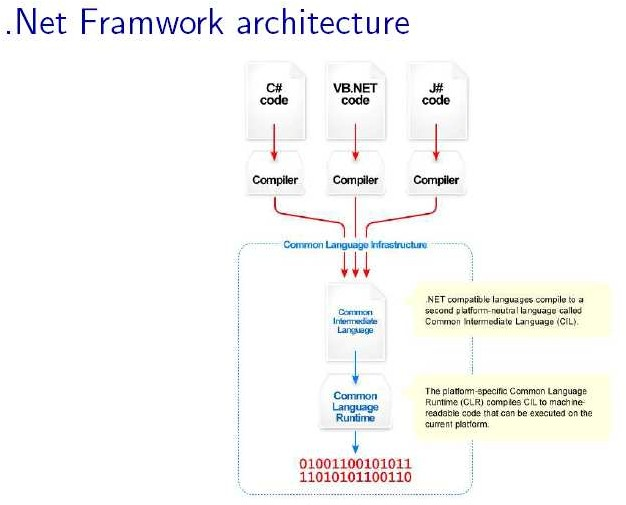 .Net Framwork architecture
C# code
VB.NET code
J# code
Compiler
Compiler
Compiler
Common Language Infrastructure
Common
Intermediate
Language
.NET compatible languages compile to a
second platform-neutral language called
Common Intermediate Language (CIL).
Common
Language
Runtime
The platform-specific Common Language
Runtime (CLR) compiles CIL to machine-
readable code that can be executed on the
current platform.
01001100101011
11010101100110